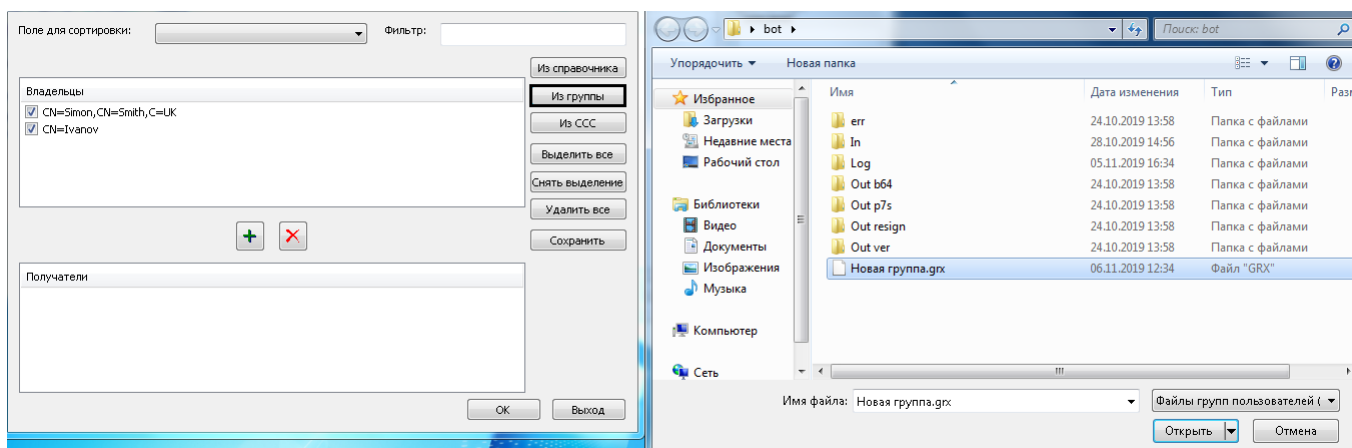 Поле для сортировки:
Фильтр:
Из справочника
Владельцы
Из группы
CN=Simon,CN=Smith,C=UK
CN=Ivanov
Из ССС
Выделить все
Снять выделение
Удалить все
Сохранить
Получатели
ОК
Выход
bot
Поиск: bot
Упорядочить
Новая папка
Избранное
Загрузки
Недавние места
Рабочий стол
Библиотеки
Видео
Документы
Изображения
Музыка
Компьютер
Сеть
Имя Дата изменения Тип Разм
err 24.10.2019 13:58 Папка с файлами
In 28.10.2019 14:56 Папка с файлами
Log 05.11.2019 16:34 Папка с файлами
Out b64 24.10.2019 13:58 Папка с файлами
Out p7s 24.10.2019 13:58 Папка с файлами
Out resign 24.10.2019 13:58 Папка с файлами
Out ver 24.10.2019 13:58 Папка с файлами
Новая группа.grx 06.11.2019 12:34 Файл "GRX"
Имя файла: Новая группа.grx Файлы групп пользователей (
Открыть Отмена